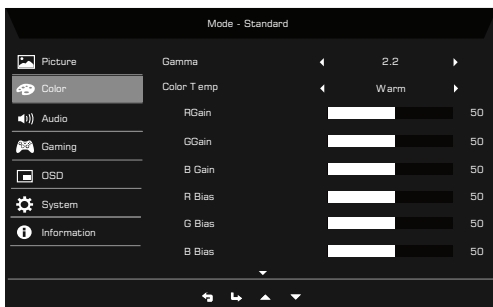 Mode - Standard
Picture
Color
Audio
Gaming
OSD
System
Information
Gamma 2.2
Color Temp Warm
RGain 50
GGain 50
B Gain 50
R Bias 50
G Bias 50
B Bias 50